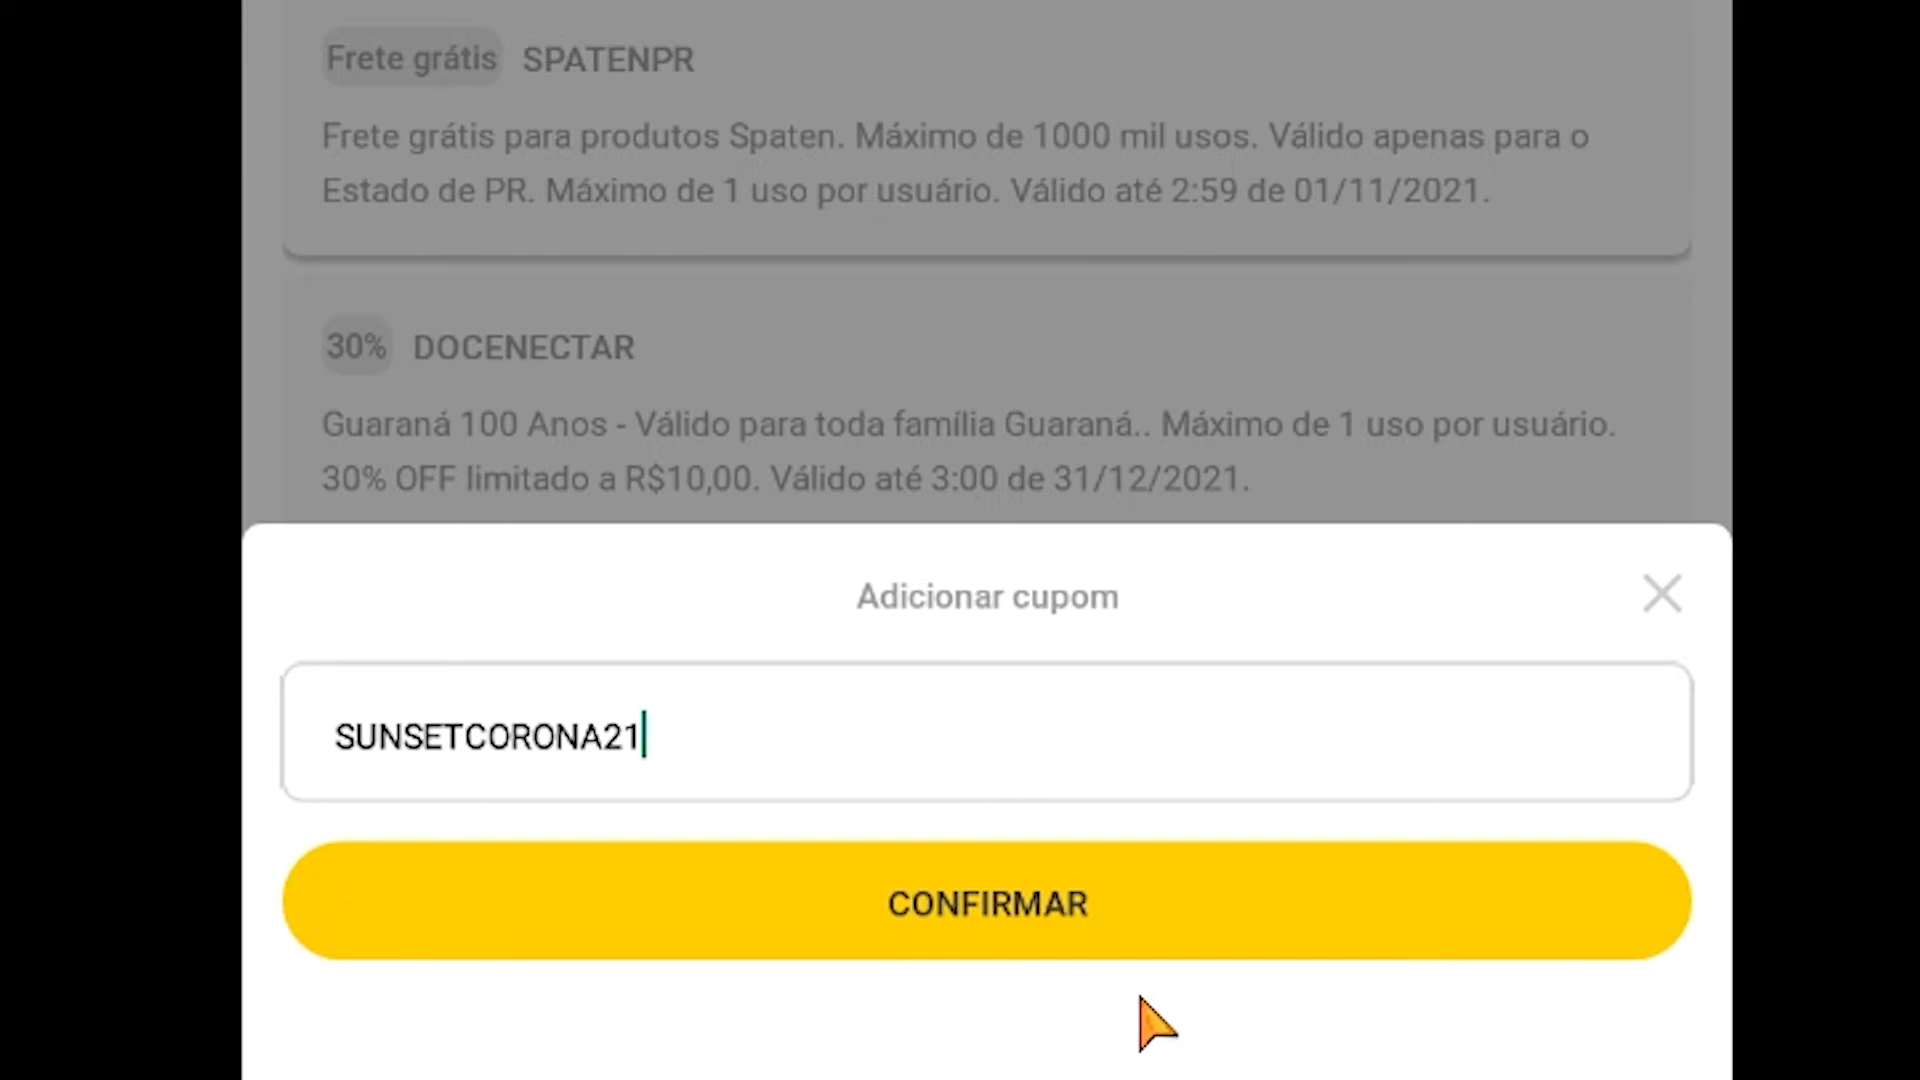 Frete grátis SPATENPR
Frete grátis para produtos Spaten. Máximo de 1000 mil usos. Válido apenas para o
Estado de PR. Máximo de 1 uso por usuário. Válido até 2:59 de 01/11/2021.
30% DOCENECTAR
Guaraná 100 Anos - Válido para toda família Guaraná.. Máximo de 1 uso por usuário.
30% OFF limitado a R$10,00. Válido até 3:00 de 31/12/2021.
Adicionar cupom
SUNSETCORONA21
CONFIRMAR